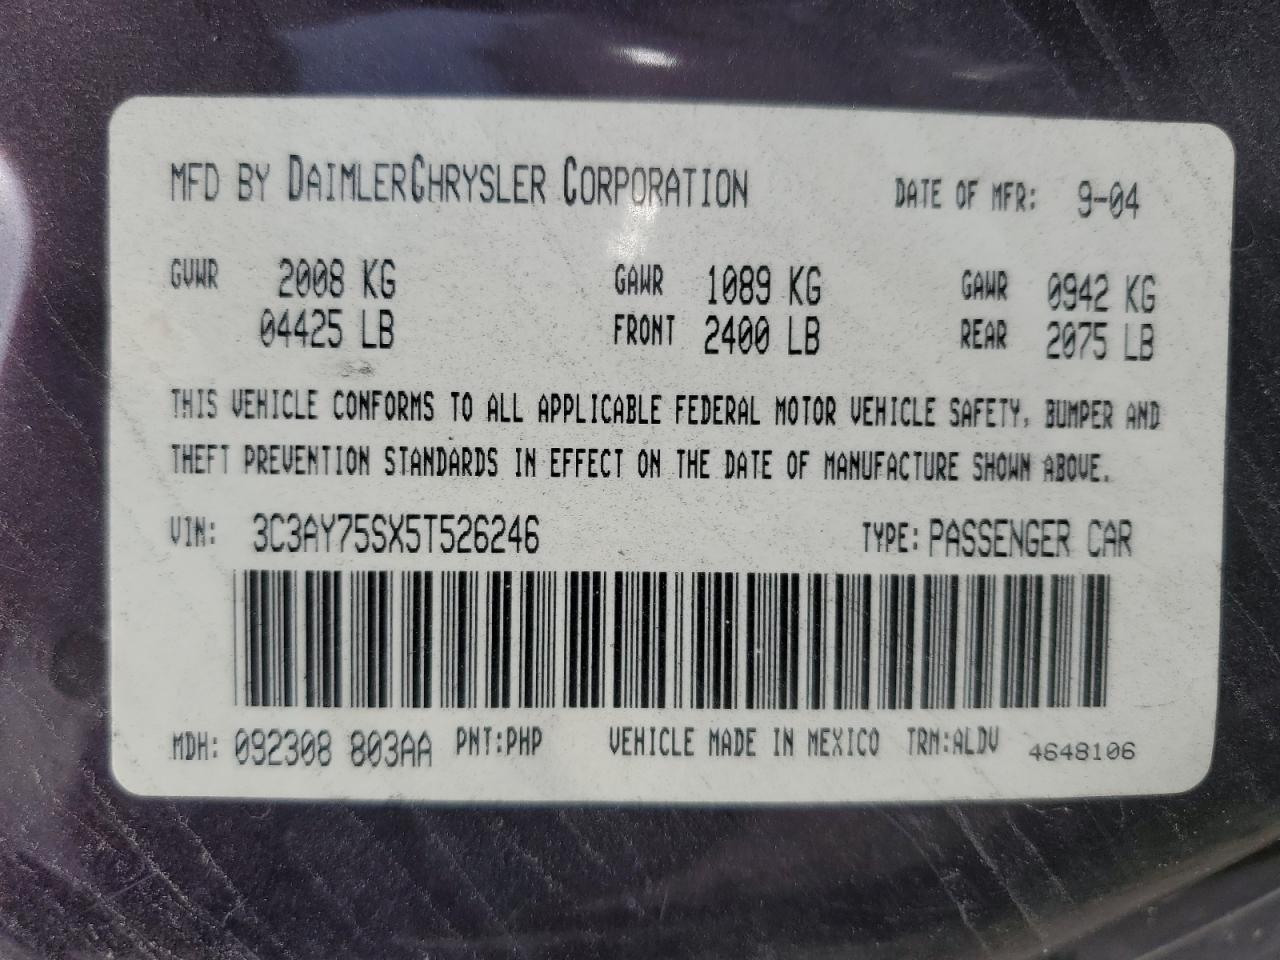 MFD BY DAIMLERCHRYSLER CORPORATION DATE OF MFR: 9-04
GVWR 2008 KG GAWR 1089 KG GAWR 0942 KG
04425 LB FRONT 2400 LB REAR 2075 LB
THIS VEHICLE CONFORMS TO ALL APPLICABLE FEDERAL MOTOR VEHICLE SAFETY, BUMPER AND
THEFT PREVENTION STANDARDS IN EFFECT ON THE DATE OF MANUFACTURE SHOWN ABOVE.
VIN: 3C3AY75SX5T526246 TYPE: PASSENGER CAR
MDH: 092308 803AA PNT:PHP VEHICLE MADE IN MEXICO TRM:ALDV 4648106